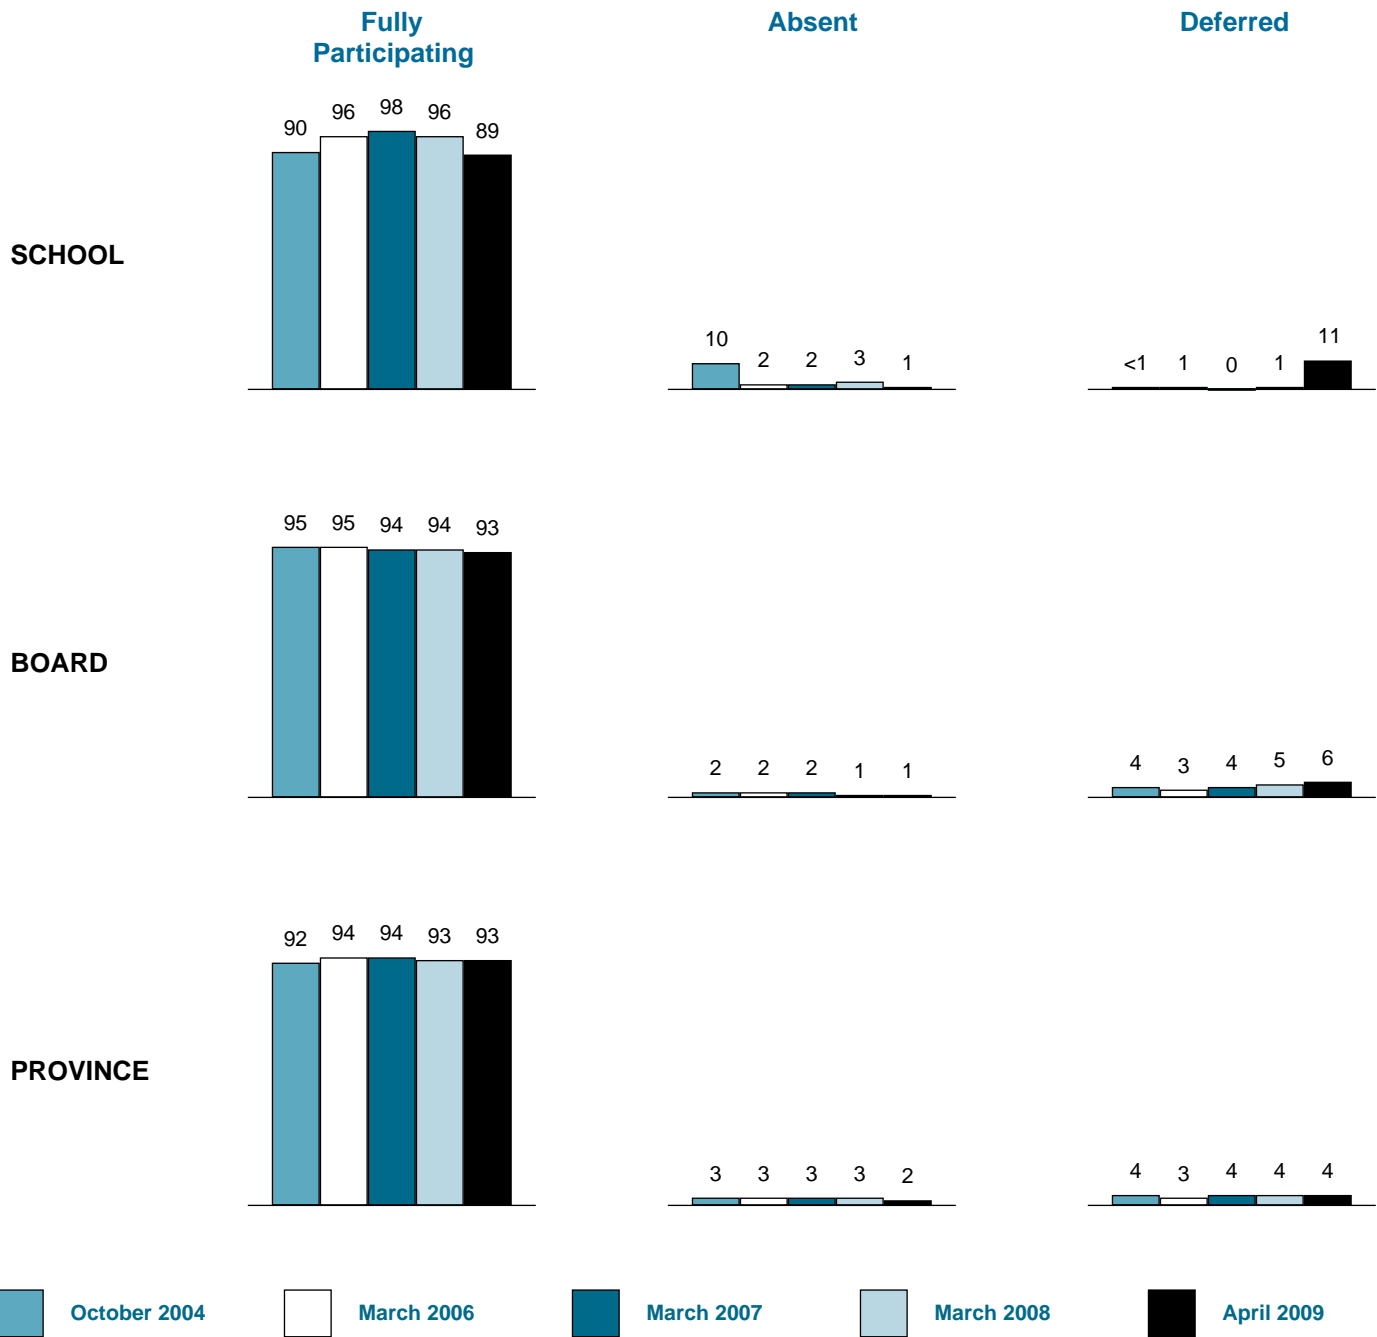 Fully
Participating
Absent
Deferred
SCHOOL
90 96 98 96 89
10 2 2 3 1
<1 1 0 1 11
BOARD
95 95 94 94 93
2 2 2 1 1
4 3 4 5 6
PROVINCE
92 94 94 93 93
3 3 3 3 2
4 3 4 4 4
October 2004
March 2006
March 2007
March 2008
April 2009